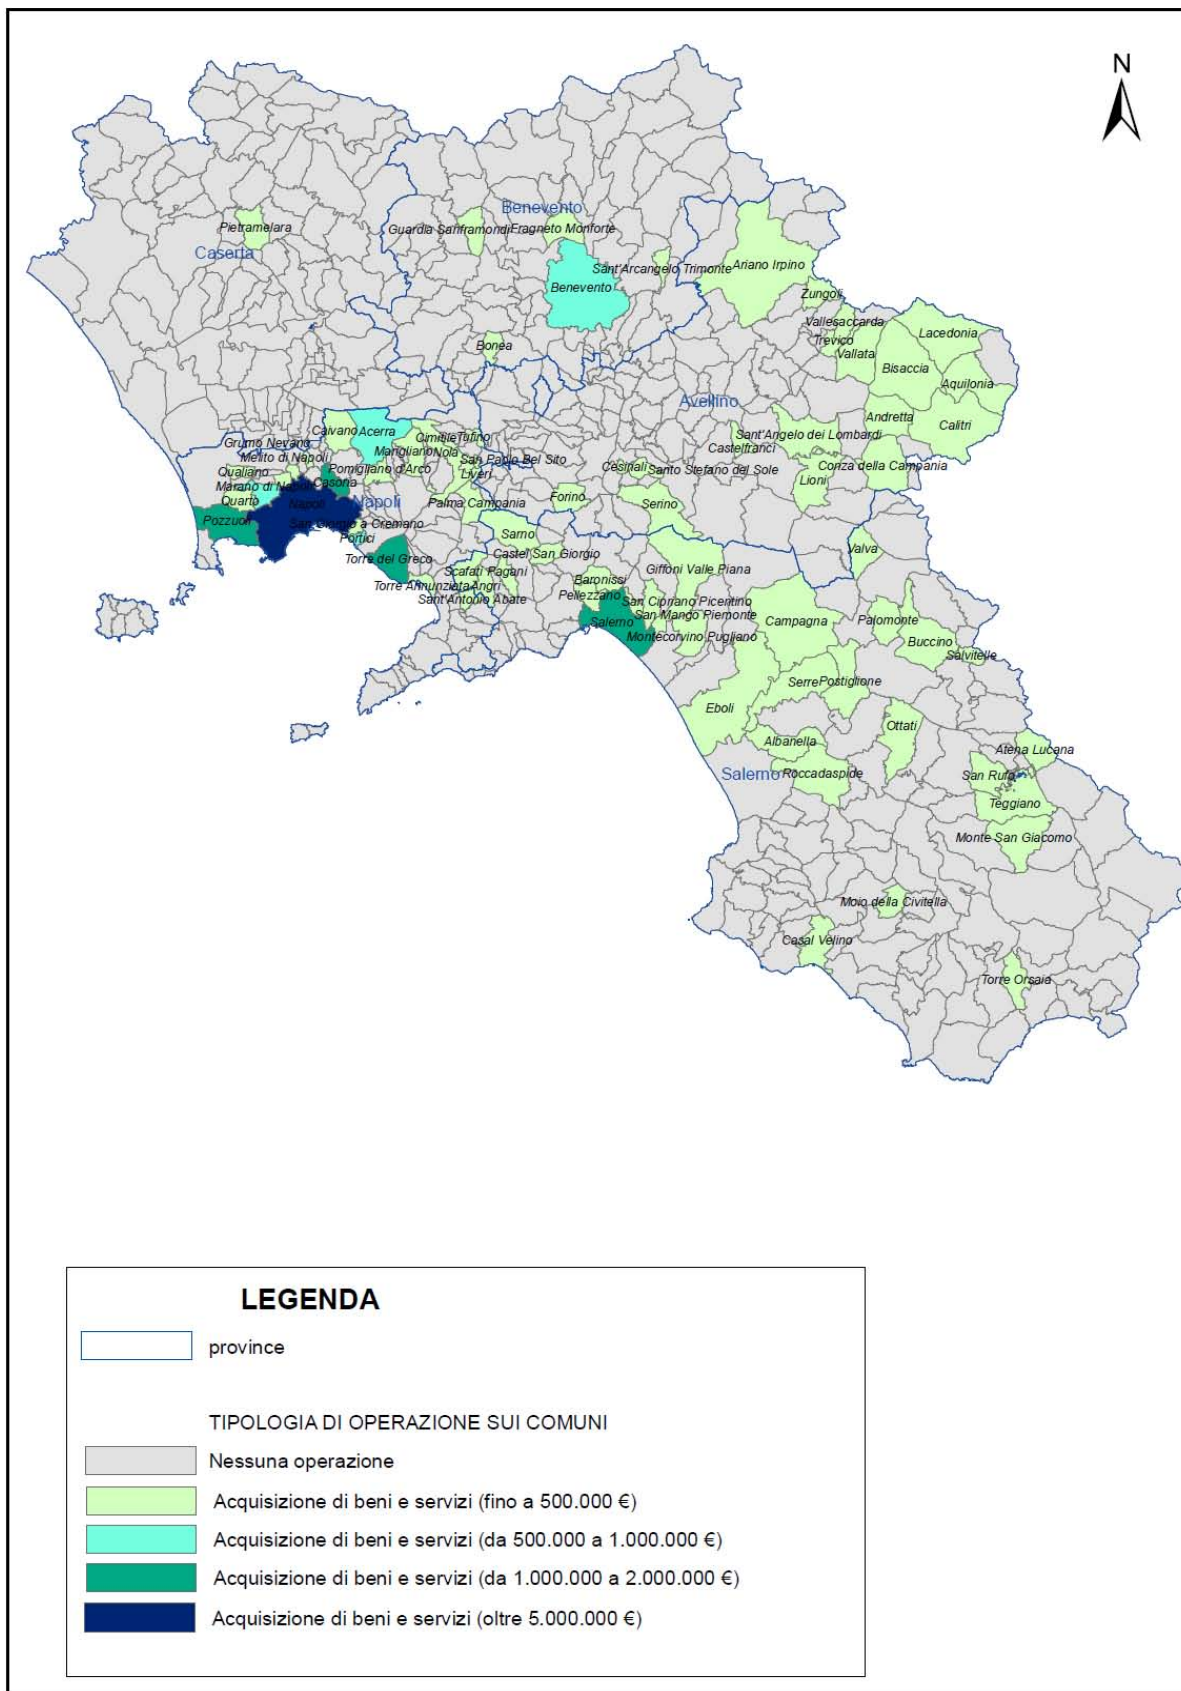 N
Benevento
Pietramelara
Guardia Sanframondi
Fragneto Monforte
Caserta
Sant'Arcangelo Trimonte
Ariano Irpino
Benevento
Zungoli
Vallesaccarda
Lacedonia
Trevico
Bonea
Vallata
Bisaccia
Aquilonia
Avellino
Andretta
Caivano
Acerra
Calitri
Grumo Nevano
Cimitile
Tufino
Sant'Angelo dei Lombardi
Marigliano
Nola
Castelfranci
Melito di Napoli
San Paolo Bel Sito
Qualiano
Pomigliano d'Arco
Liveri
Cesinali
Santo Stefano del Sole
Conza della Campania
Casoria
Lioni
Marano di Napoli
Quarto
Napoli
Napoli
Palma Campania
Forino
Serino
Pozzuoli
San Giorgio a Cremano
Portici
Sarno
Valva
Castel San Giorgio
Torre del Greco
Giffoni Valle Piana
Scafati
Pagani
Baronissi
Torre Annunziata
Angri
Pellezzano
San Cipriano Picentino
Sant'Antonio Abate
San Mango Piemonte
Salerno
Campagna
Palomonte
Montecorvino Pugliano
Buccino
Salvitelle
Serre
Postiglione
Eboli
Ottati
Albanella
Atena Lucana
Salerno
Roccadaspide
San Rufo
Teggiano
Monte San Giacomo
Moio della Civitella
Casal Velino
Torre Orsaia
LEGENDA
province
TIPOLOGIA DI OPERAZIONE SUI COMUNI
Nessuna operazione
Acquisizione di beni e servizi (fino a 500.000 €)
Acquisizione di beni e servizi (da 500.000 a 1.000.000 €)
Acquisizione di beni e servizi (da 1.000.000 a 2.000.000 €)
Acquisizione di beni e servizi (oltre 5.000.000 €)